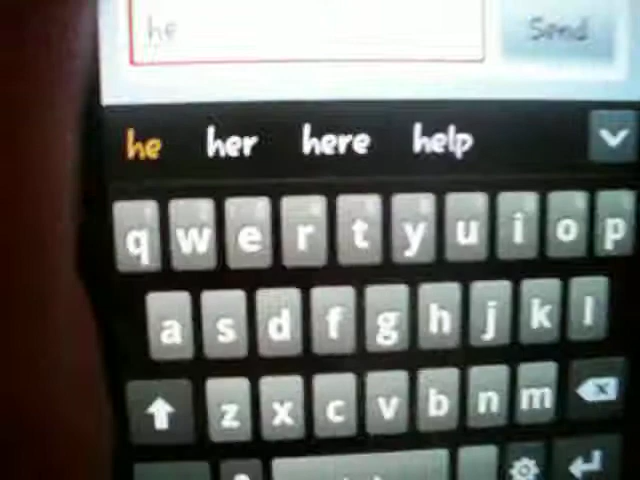 he
Send
he her here help
q w e r t y u i o p
a s d f g h j k l
z x c v b n m